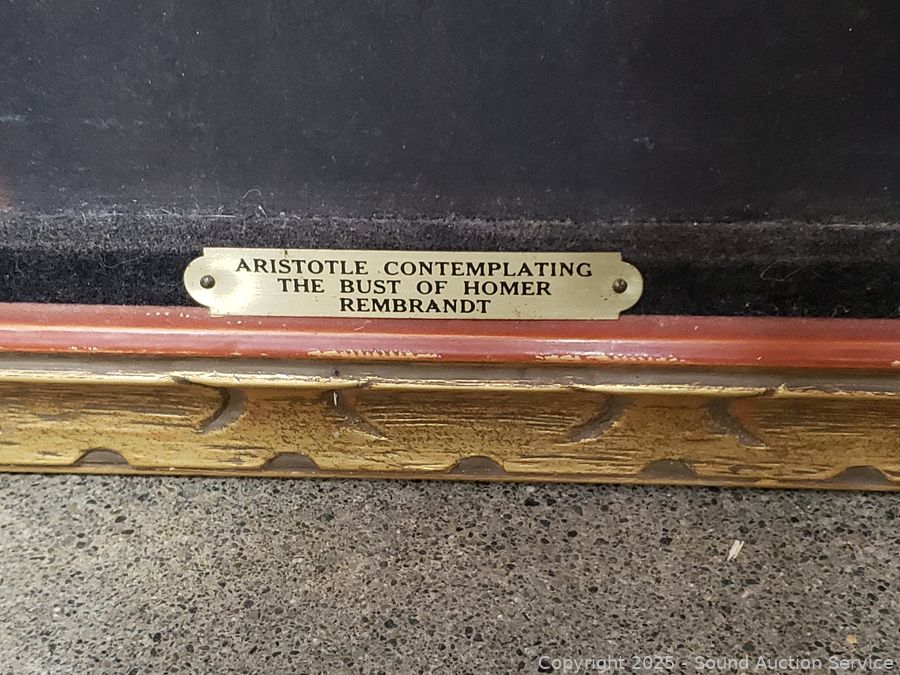 ARISTOTLE CONTEMPLATING
THE BUST OF HOMER
REMBRANDT
Copyright 2025 - Sound Auction Service